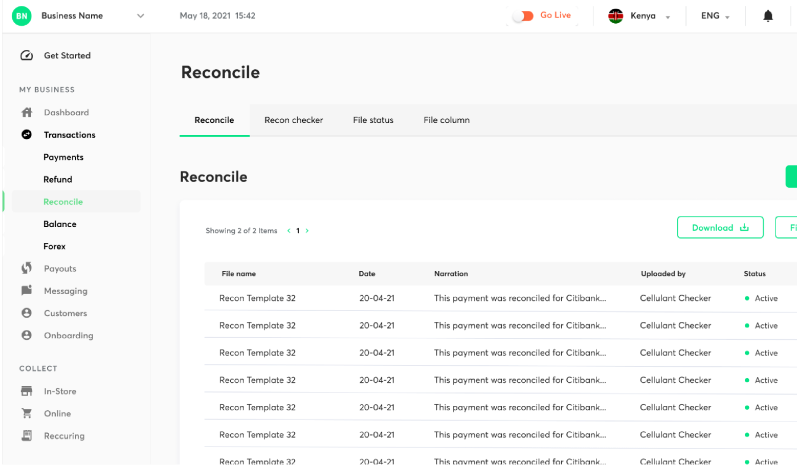 BN Business Name May 18, 2021 15:42 Go Live Kenya ENG
Get Started
MY BUSINESS
Dashboard
Transactions
Payments
Refund
Reconcile
Balance
Forex
Payouts
Messaging
Customers
Onboarding
COLLECT
In-Store
Online
Reccuring
Reconcile
Reconcile Recon checker File status File column
Reconcile
Showing 2 of 2 Items < 1 > Download Fi
File name Date Narration Uploaded by Status
Recon Template 32 20-04-21 This payment was reconciled for Citibank... Cellulant Checker Active
Recon Template 32 20-04-21 This payment was reconciled for Citibank... Cellulant Checker Active
Recon Template 32 20-04-21 This payment was reconciled for Citibank... Cellulant Checker Active
Recon Template 32 20-04-21 This payment was reconciled for Citibank... Cellulant Checker Active
Recon Template 32 20-04-21 This payment was reconciled for Citibank... Cellulant Checker Active
Recon Template 32 20-04-21 This payment was reconciled for Citibank... Cellulant Checker Active
Recon Template 32 20-04-21 This payment was reconciled for Citibank... Cellulant Checker Active